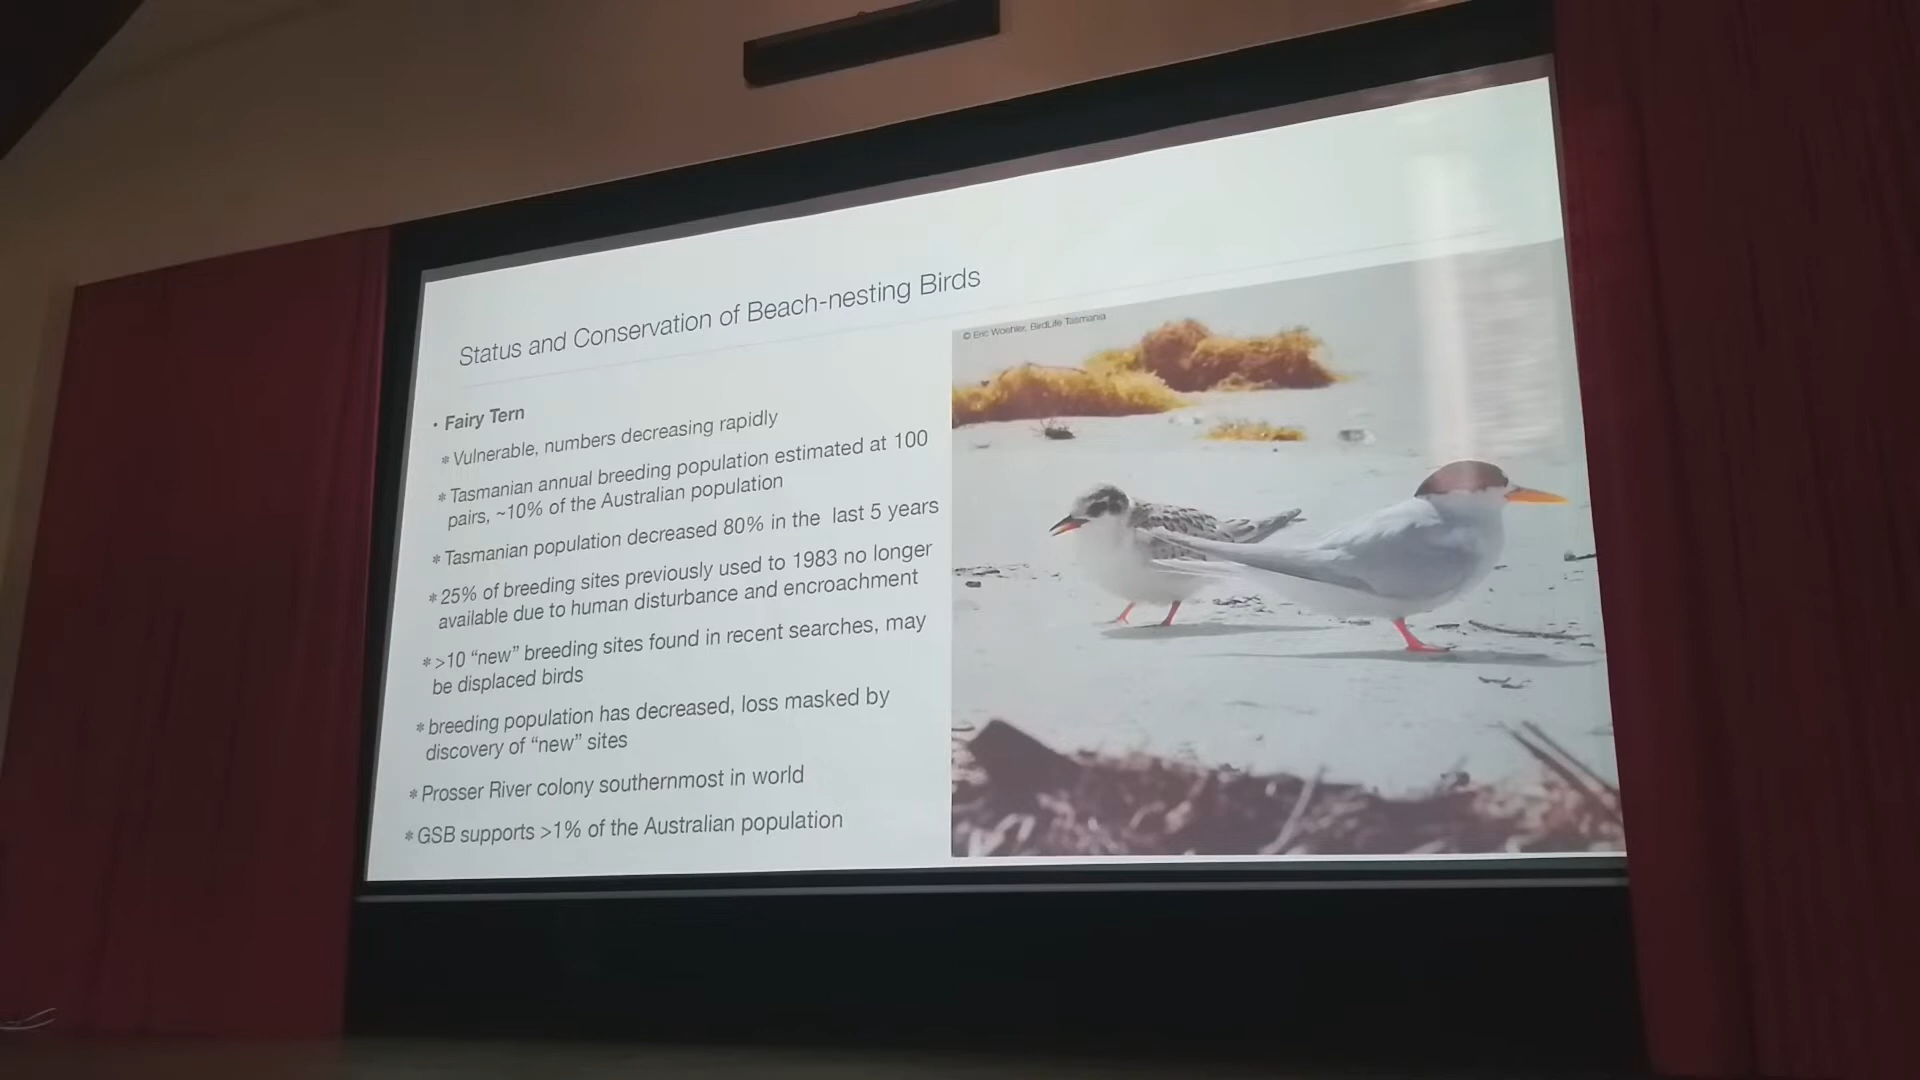 Status and Conservation of Beach-nesting Birds
© Eric Woehler, BirdLife Tasmania
• Fairy Tern
* Vulnerable, numbers decreasing rapidly
* Tasmanian annual breeding population estimated at 100
pairs, ~10% of the Australian population
* Tasmanian population decreased 80% in the last 5 years
* 25% of breeding sites previously used to 1983 no longer
available due to human disturbance and encroachment
* >10 “new” breeding sites found in recent searches, may
be displaced birds
* breeding population has decreased, loss masked by
discovery of “new” sites
* Prosser River colony southernmost in world
* GSB supports >1% of the Australian population